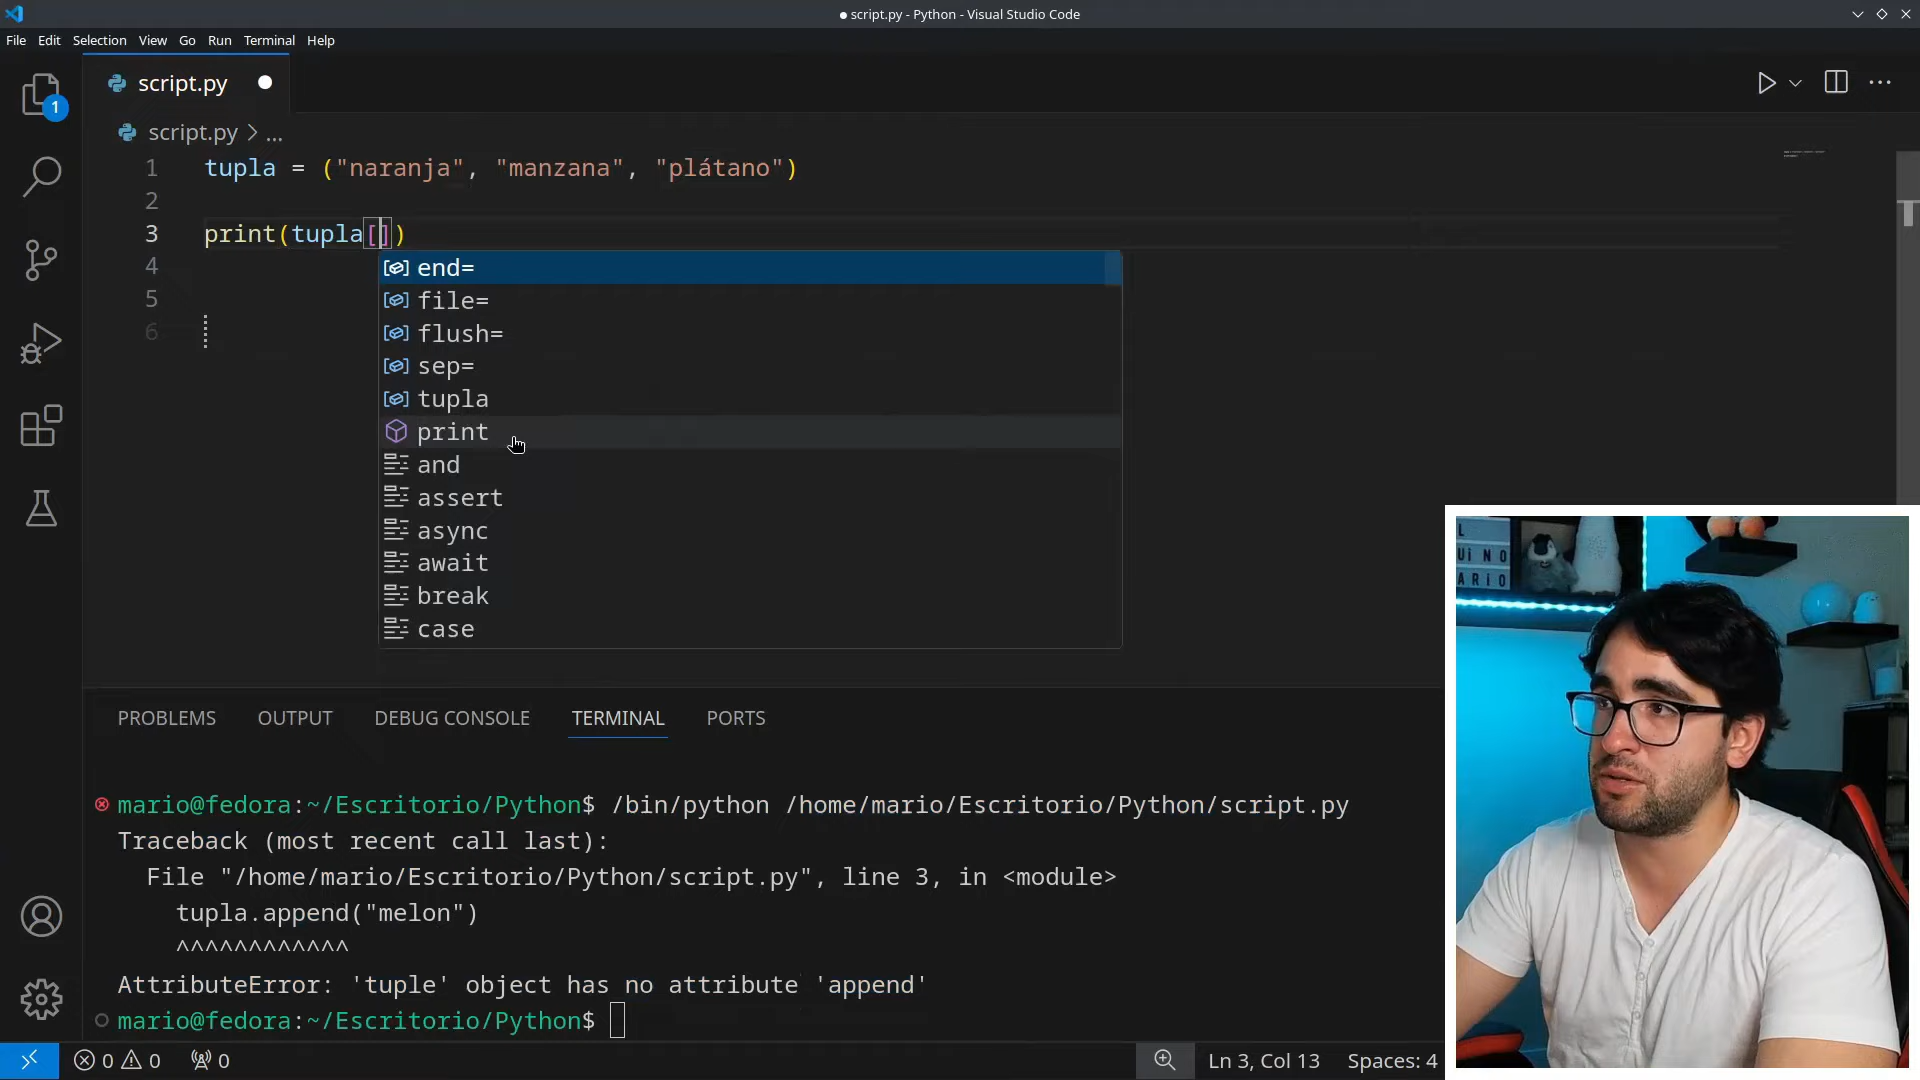 ● script.py - Python - Visual Studio Code
File Edit Selection View Go Run Terminal Help
script.py
1
script.py > ...
1 tupla = ("naranja", "manzana", "plátano")
2
3 print(tupla[])
4
5
6
end=
file=
flush=
sep=
tupla
print
and
assert
async
await
break
case
PROBLEMS OUTPUT DEBUG CONSOLE TERMINAL PORTS
mario@fedora:~/Escritorio/Python$ /bin/python /home/mario/Escritorio/Python/script.py
Traceback (most recent call last):
File "/home/mario/Escritorio/Python/script.py", line 3, in <module>
tupla.append("melon")
^^^^^^^^^^^^
AttributeError: 'tuple' object has no attribute 'append'
mario@fedora:~/Escritorio/Python$
0 0 0 Ln 3, Col 13 Spaces: 4
L
UiNO
ARiO